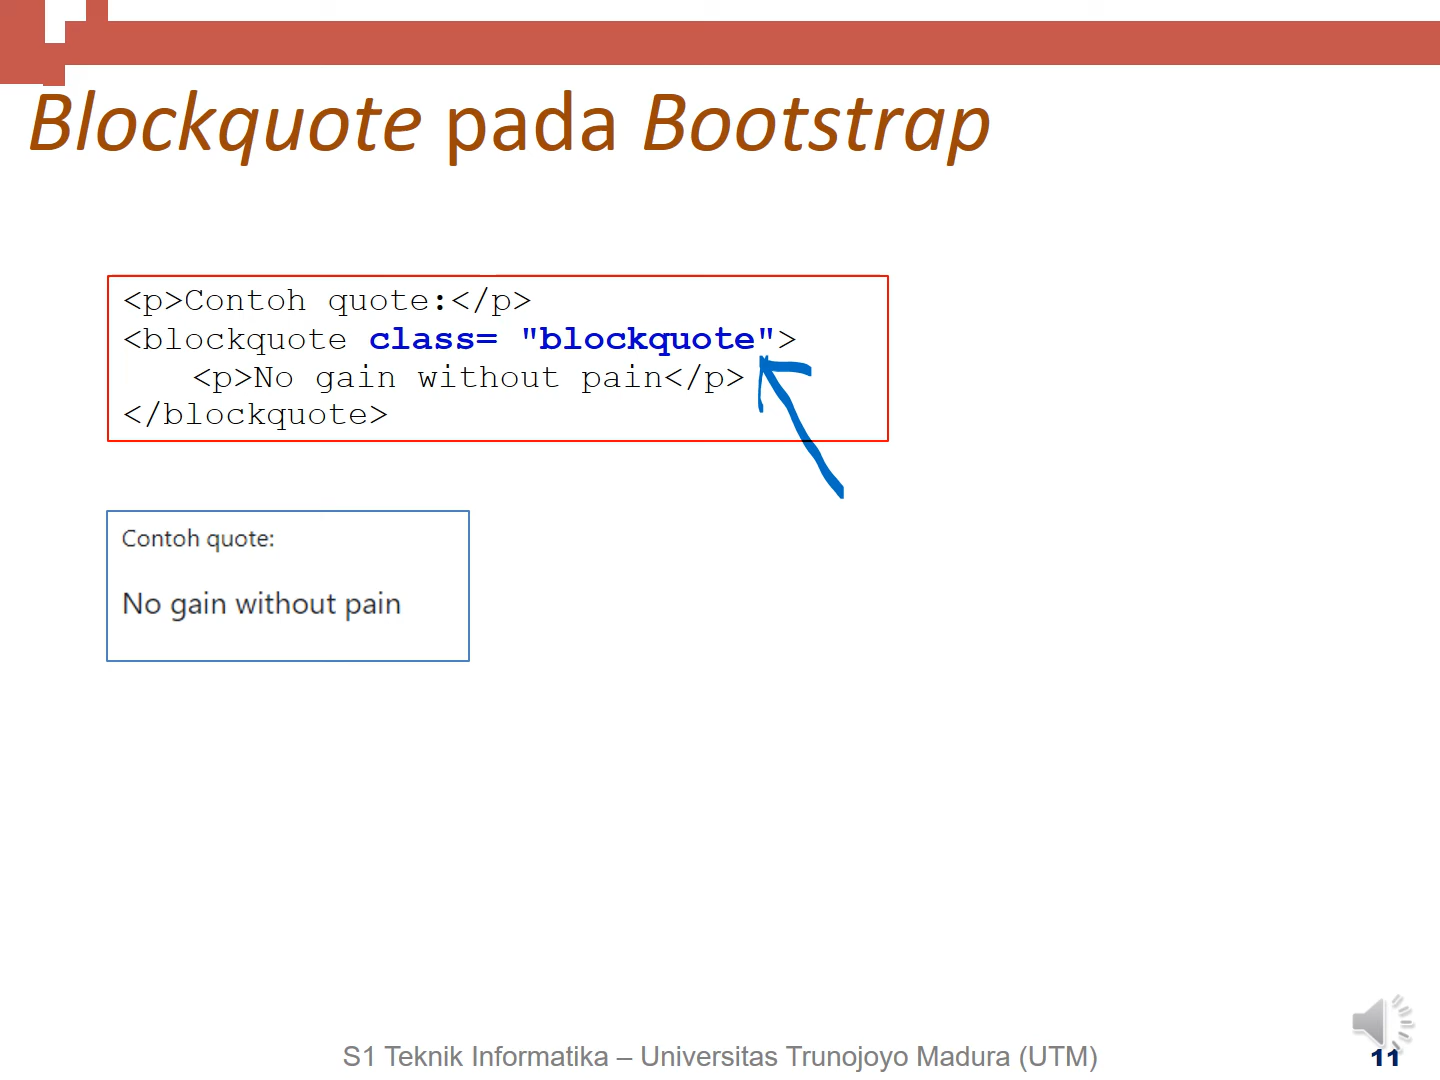 Blockquote pada Bootstrap
<p>Contoh quote:</p>
<blockquote class= "blockquote">
<p>No gain without pain</p>
</blockquote>
Contoh quote:
No gain without pain
S1 Teknik Informatika – Universitas Trunojoyo Madura (UTM)
11